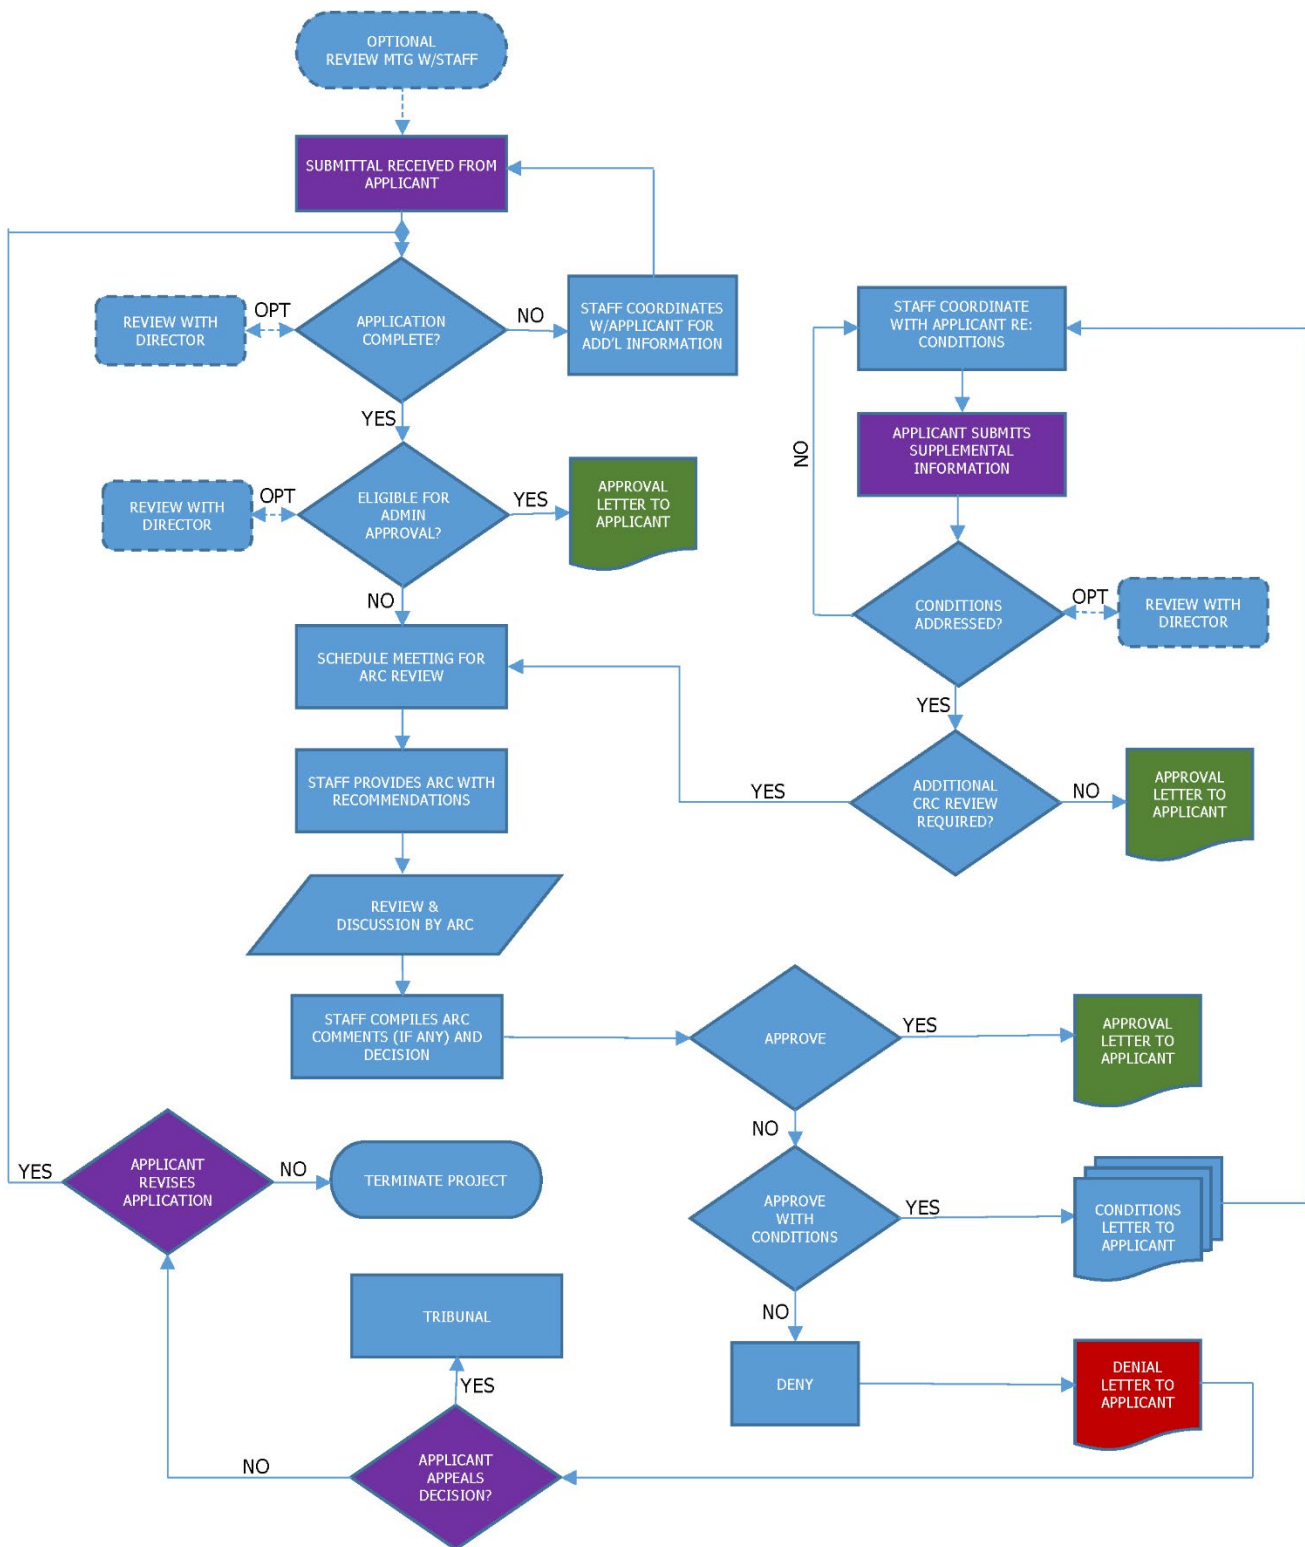 OPTIONAL
REVIEW MTG W/STAFF
SUBMITTAL RECEIVED FROM
APPLICANT
REVIEW WITH
DIRECTOR
OPT
APPLICATION
COMPLETE?
NO
STAFF COORDINATES
W/APPLICANT FOR
ADD'L INFORMATION
YES
REVIEW WITH
DIRECTOR
OPT
ELIGIBLE FOR
ADMIN
APPROVAL?
YES
APPROVAL
LETTER TO
APPLICANT
NO
SCHEDULE MEETING FOR
ARC REVIEW
STAFF PROVIDES ARC WITH
RECOMMENDATIONS
REVIEW &
DISCUSSION BY ARC
STAFF COMPILES ARC
COMMENTS (IF ANY) AND
DECISION
STAFF COORDINATE
WITH APPLICANT RE:
CONDITIONS
APPLICANT SUBMITS
SUPPLEMENTAL
INFORMATION
NO
CONDITIONS
ADDRESSED?
OPT
REVIEW WITH
DIRECTOR
YES
ADDITIONAL
CRC REVIEW
REQUIRED?
YES
NO
APPROVAL
LETTER TO
APPLICANT
APPROVE
YES
APPROVAL
LETTER TO
APPLICANT
NO
APPROVE
WITH
CONDITIONS
YES
CONDITIONS
LETTER TO
APPLICANT
NO
DENY
DENIAL
LETTER TO
APPLICANT
APPLICANT
APPEALS
DECISION?
YES
TRIBUNAL
NO
APPLICANT
REVISES
APPLICATION
YES
NO
TERMINATE PROJECT